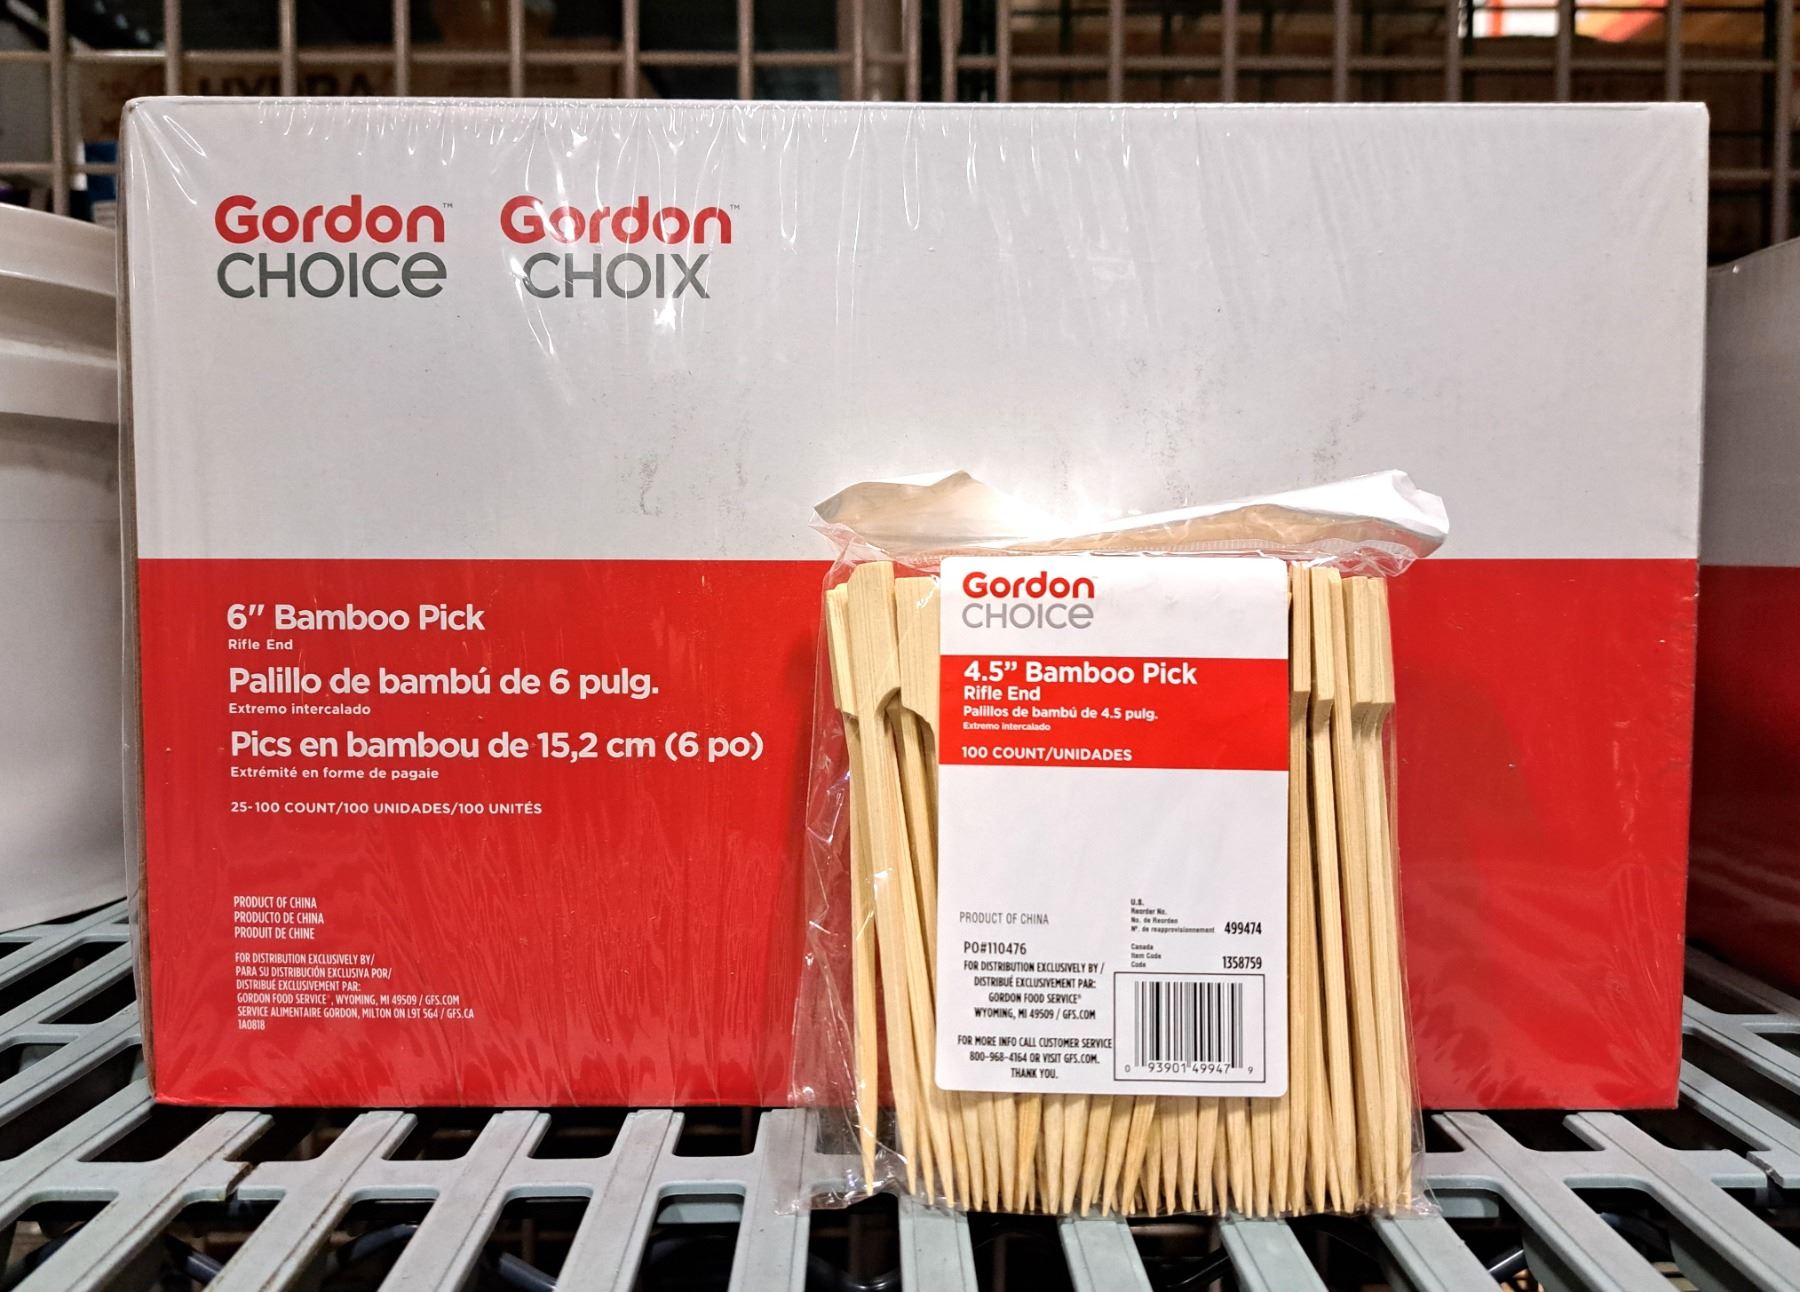 Gordon™
CHOICE
Gordon™
CHOIX
6" Bamboo Pick
Rifle End
Palillo de bambú de 6 pulg.
Extremo intercalado
Pics en bambou de 15,2 cm (6 po)
Extrémité en forme de pagaie
25-100 COUNT/100 UNIDADES/100 UNITÉS
PRODUCT OF CHINA
PRODUCTO DE CHINA
PRODUIT DE CHINE
FOR DISTRIBUTION EXCLUSIVELY BY/
PARA SU DISTRIBUCIÓN EXCLUSIVA POR/
DISTRIBUÉ EXCLUSIVEMENT PAR:
GORDON FOOD SERVICE®, WYOMING, MI 49509 / GFS.COM
SERVICE ALIMENTAIRE GORDON, MILTON ON L9T 5G4 / GFS.CA
1A0818
Gordon™
CHOICE
4.5” Bamboo Pick
Rifle End
Palillos de bambú de 4.5 pulg.
Extremo intercalado
100 COUNT/UNIDADES
PRODUCT OF CHINA
PO#110476
FOR DISTRIBUTION EXCLUSIVELY BY /
DISTRIBUÉ EXCLUSIVEMENT PAR:
GORDON FOOD SERVICE®
WYOMING, MI 49509 / GFS.COM
FOR MORE INFO CALL CUSTOMER SERVICE
800-968-4164 OR VISIT GFS.COM.
THANK YOU.
U.S.
Reorder No.
No. de Reorden
N°. de reapprovisionnement 499474
Canada
Item Code
Code 1358759
0 93901 49947 9